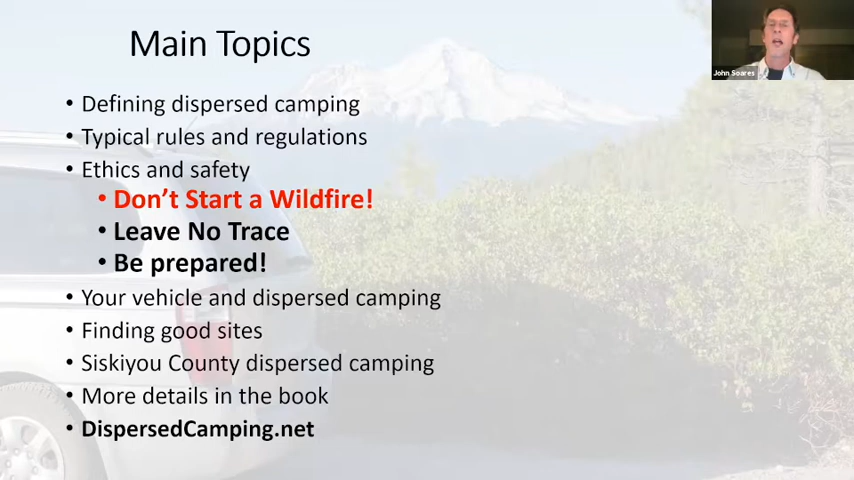 Main Topics
John Soares
• Defining dispersed camping
• Typical rules and regulations
• Ethics and safety
• Don’t Start a Wildfire!
• Leave No Trace
• Be prepared!
• Your vehicle and dispersed camping
• Finding good sites
• Siskiyou County dispersed camping
• More details in the book
• DispersedCamping.net